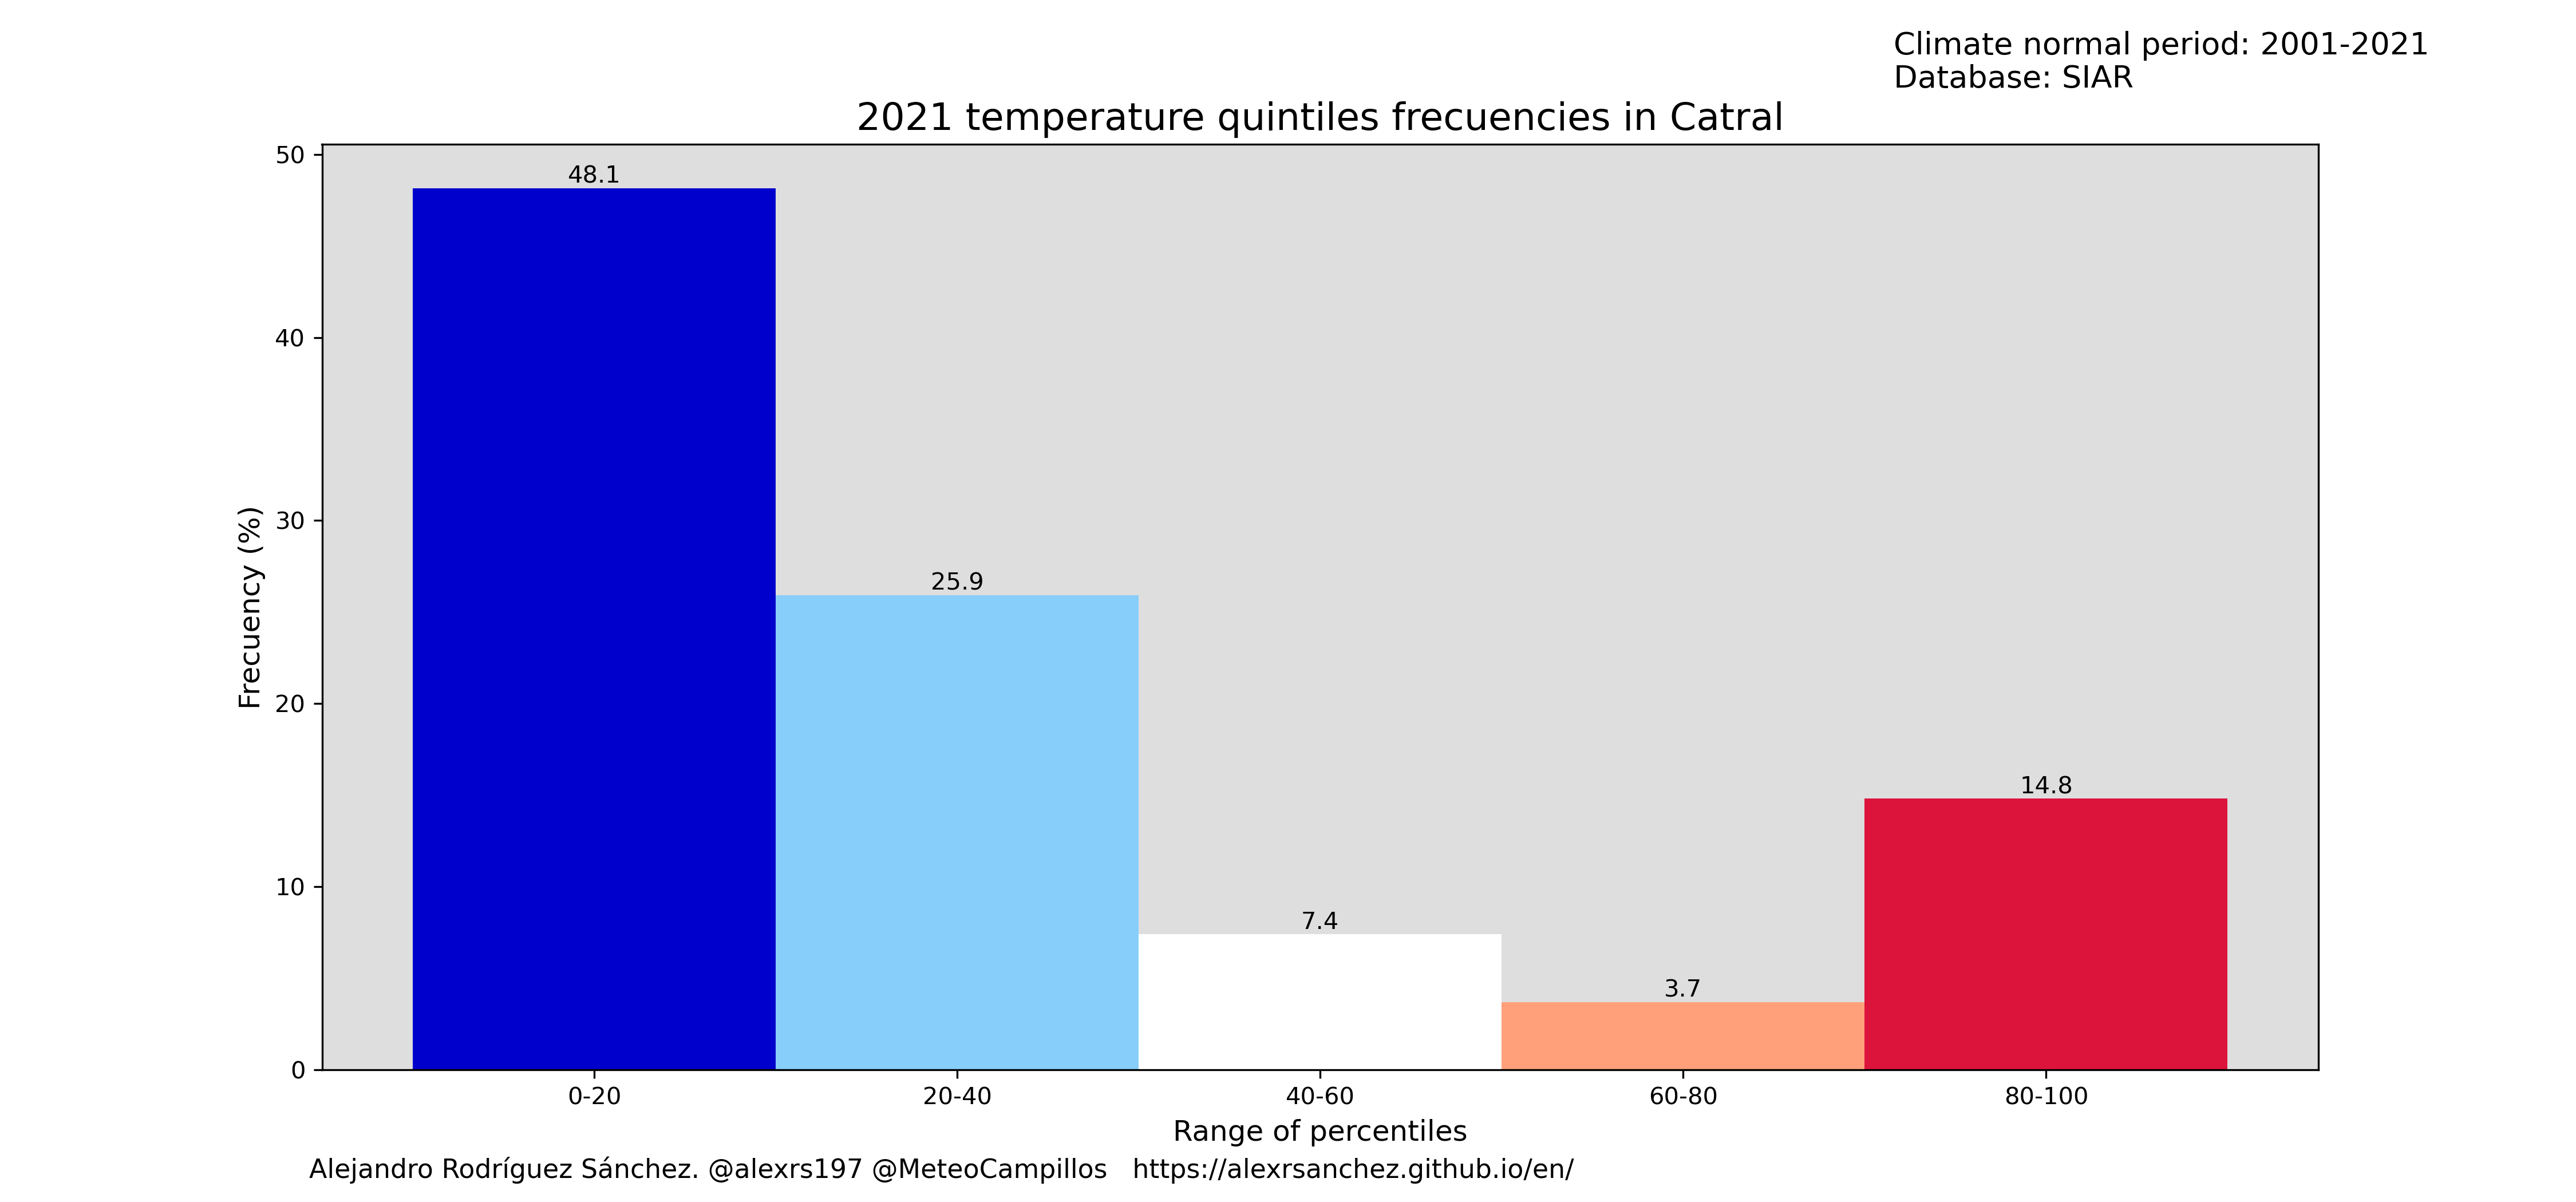 Climate normal period: 2001-2021
Database: SIAR
2021 temperature quintiles frecuencies in Catral
50
40
30
20
10
0
Frecuency (%)
48.1
25.9
7.4
3.7
14.8
0-20
20-40
40-60
60-80
80-100
Range of percentiles
Alejandro Rodríguez Sánchez. @alexrs197 @MeteoCampillos https://alexrsanchez.github.io/en/